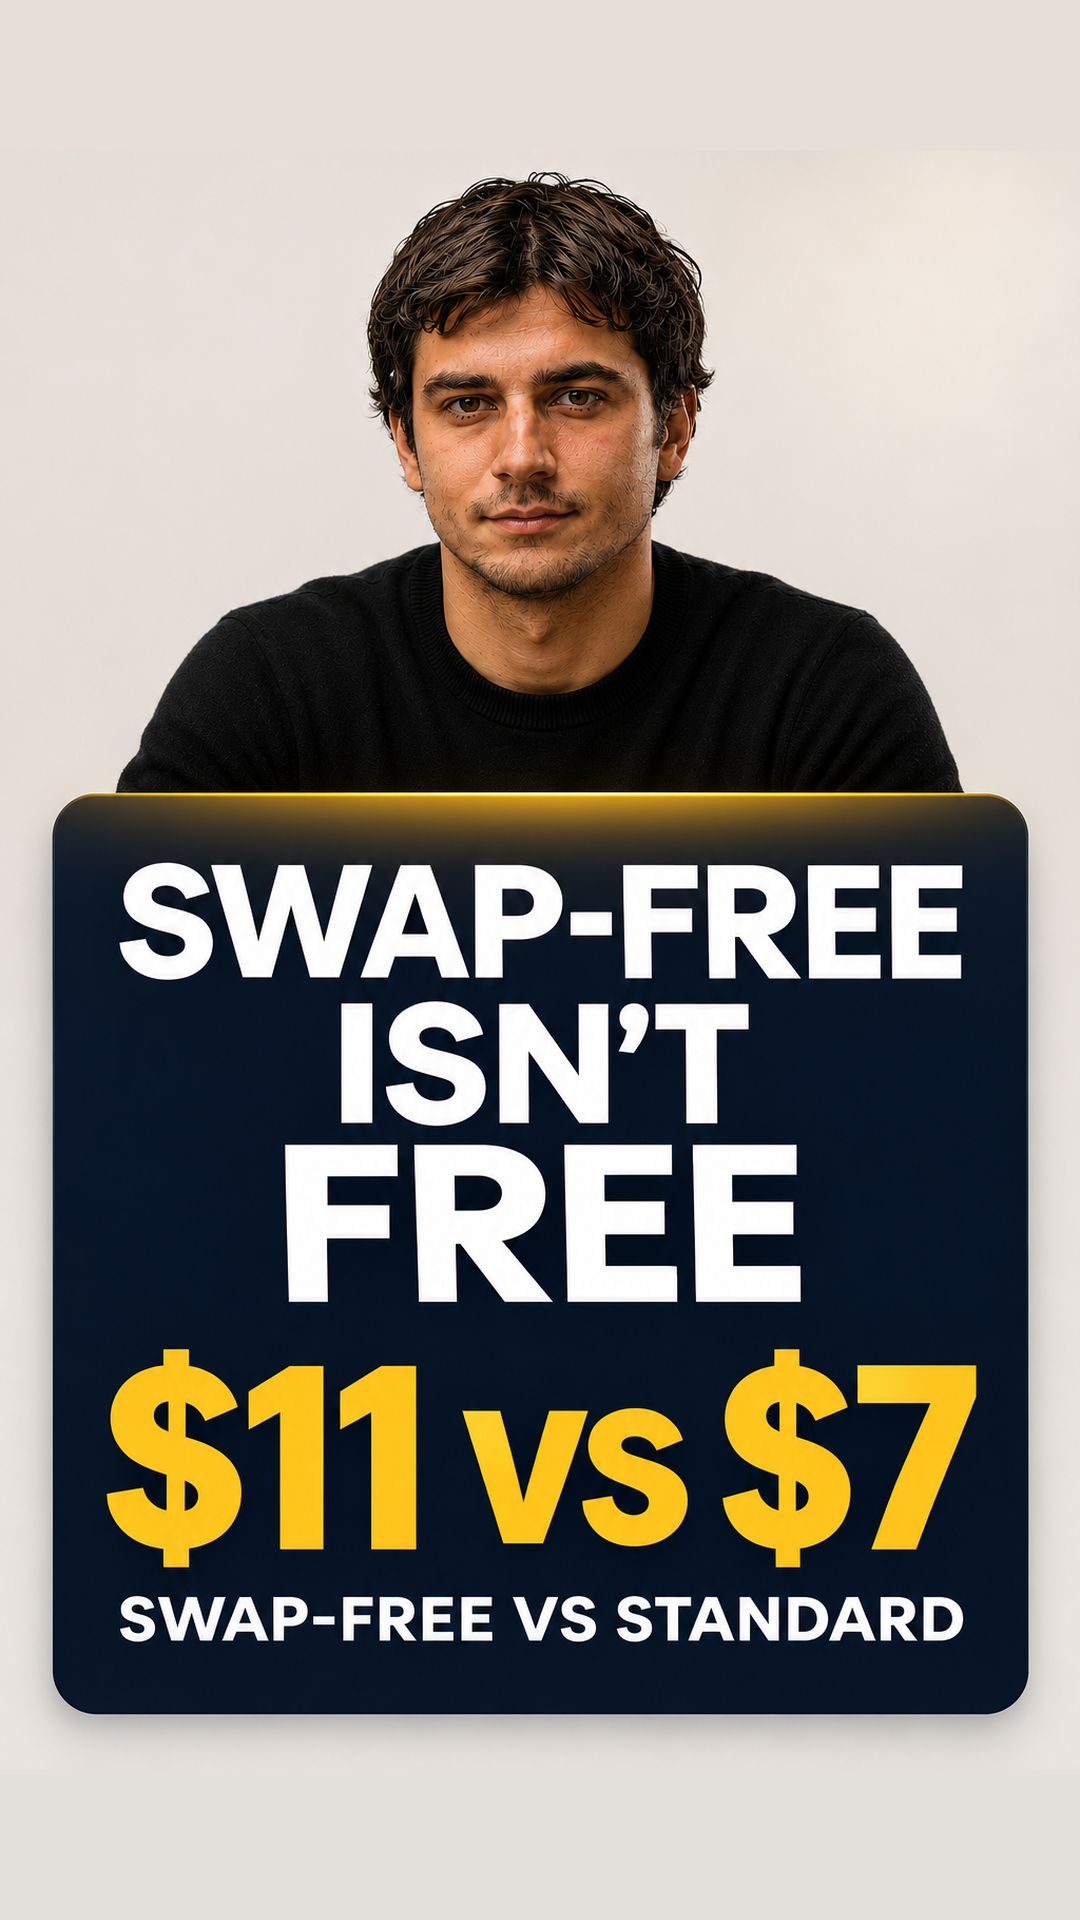 SWAP-FREE
ISN’T
FREE
$11 VS $7
SWAP-FREE VS STANDARD